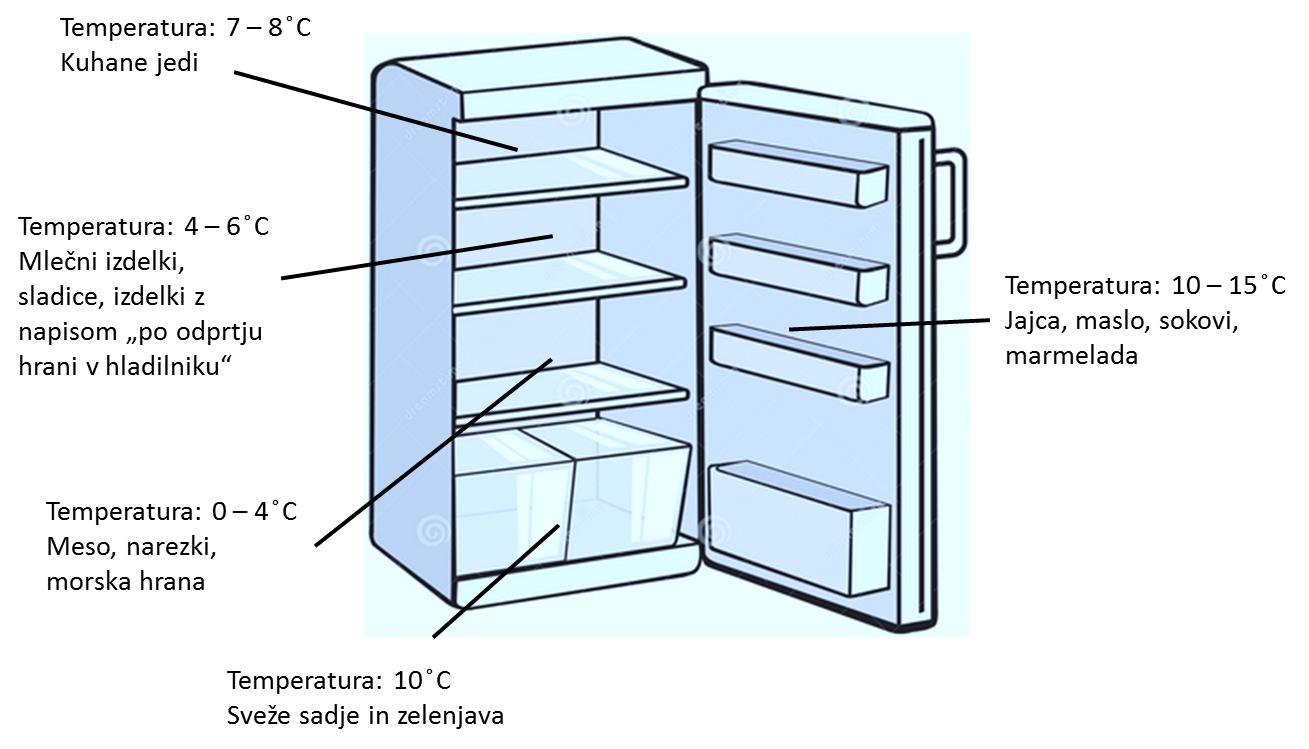 Temperatura: 7 – 8˚C
Kuhane jedi
Temperatura: 4 – 6˚C
Mlečni izdelki,
sladice, izdelki z
napisom „po odprtju
hrani v hladilniku“
Temperatura: 10 – 15˚C
Jajca, maslo, sokovi,
marmelada
Temperatura: 0 – 4˚C
Meso, narezki,
morska hrana
Temperatura: 10˚C
Sveže sadje in zelenjava